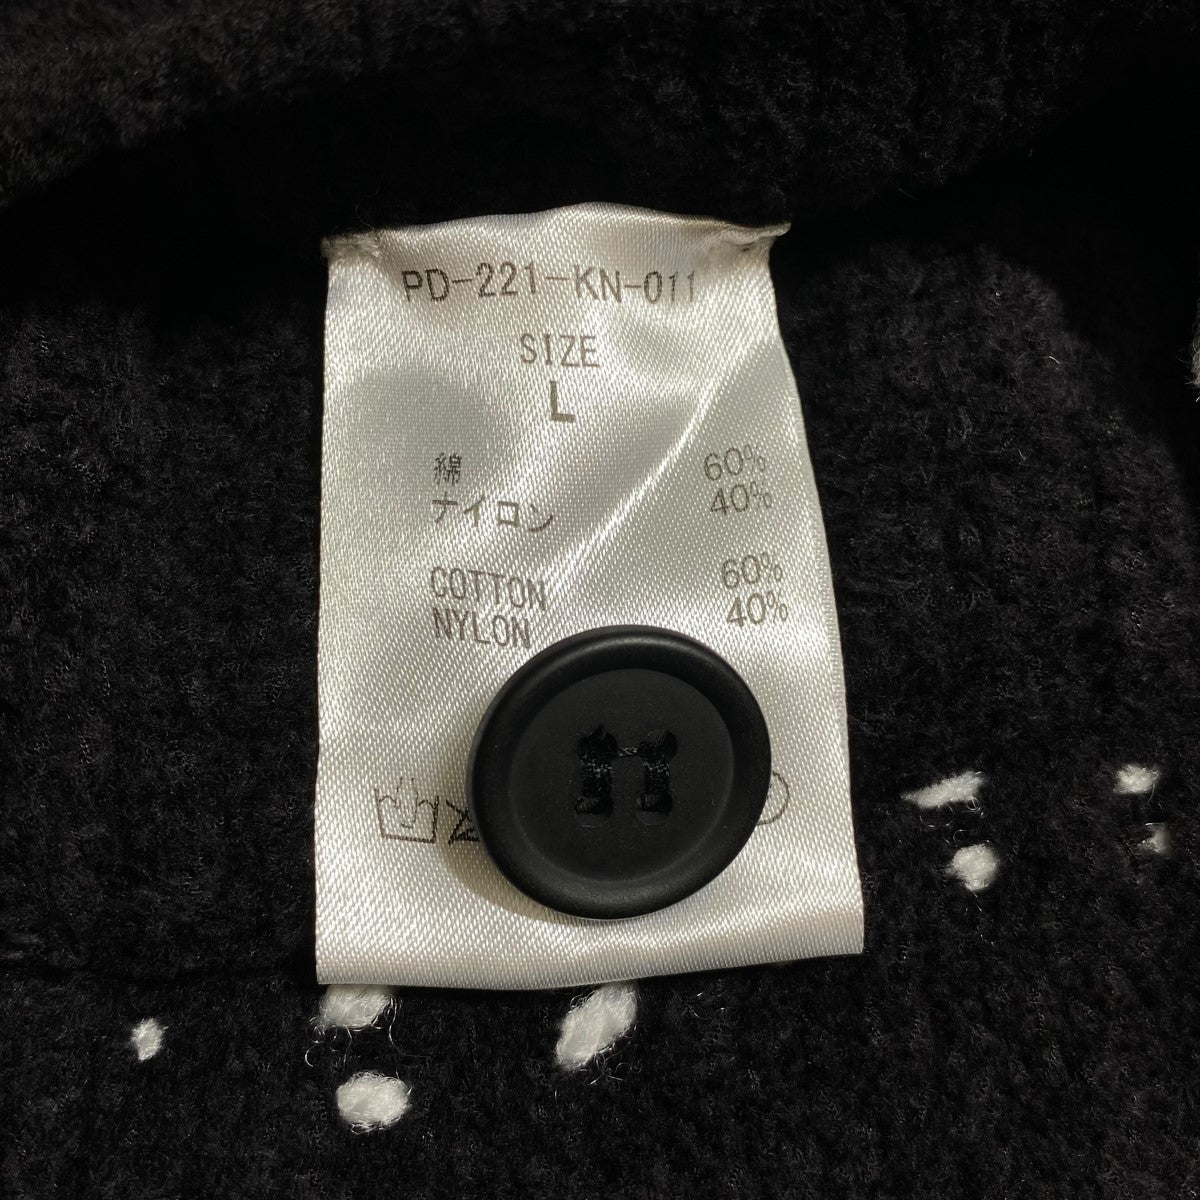 PD-221-KN-011
SIZE
L
綿 60%
ナイロン 40%
COTTON 60%
NYLON 40%